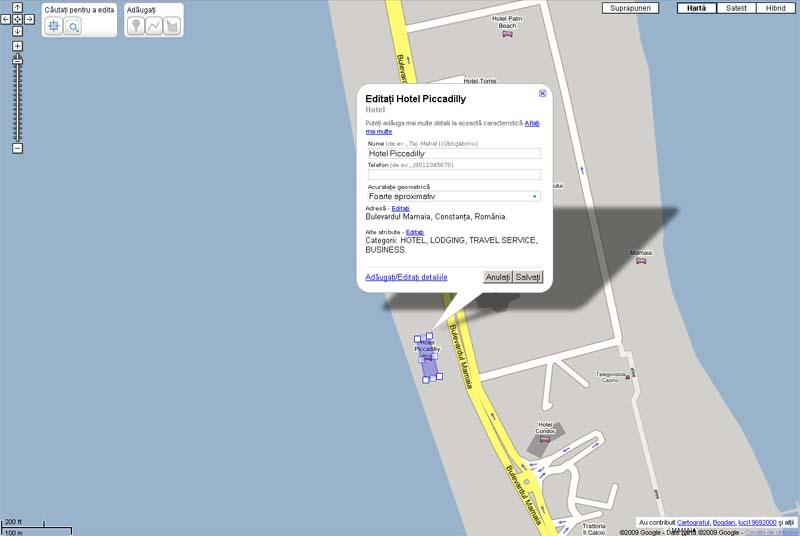 Căutați pentru a edita
Adăugați
Suprapuneri
Hartă
Satelit
Hibrid
Hotel Palm
Beach
Bulevard
Hotel Tomis
Editați Hotel Piccadilly
Hotel
Puteți adăuga mai multe detalii la această caracteristică Aflați
mai multe
Nume (de ex., Taj Mahal) (Obligatoriu)
Hotel Piccadilly
Telefon (de ex., (80) 2345678)
Acuratețe geometrică
Foarte aproximativ
Adresă - Editați
Bulevardul Mamaia, Constanța, România.
Alte atribute - Editați
Categorii: HOTEL, LODGING, TRAVEL SERVICE,
BUSINESS.
Adăugați/Editați detaliile
Anulați
Salvați
ului
Mamaia
Hotel
Piccadilly
Bulevardul Mamaia
Telegondola
Cazino
Hotel
Condor
Bulevardul Mamaia
Trattoria
Il Calcio
200 ft
100 m
Au contribuit Cartograful, Bogdan, luci19692000 și alții
©2009 Google - Date hartă ©2009 Google - Condiții de utilizare